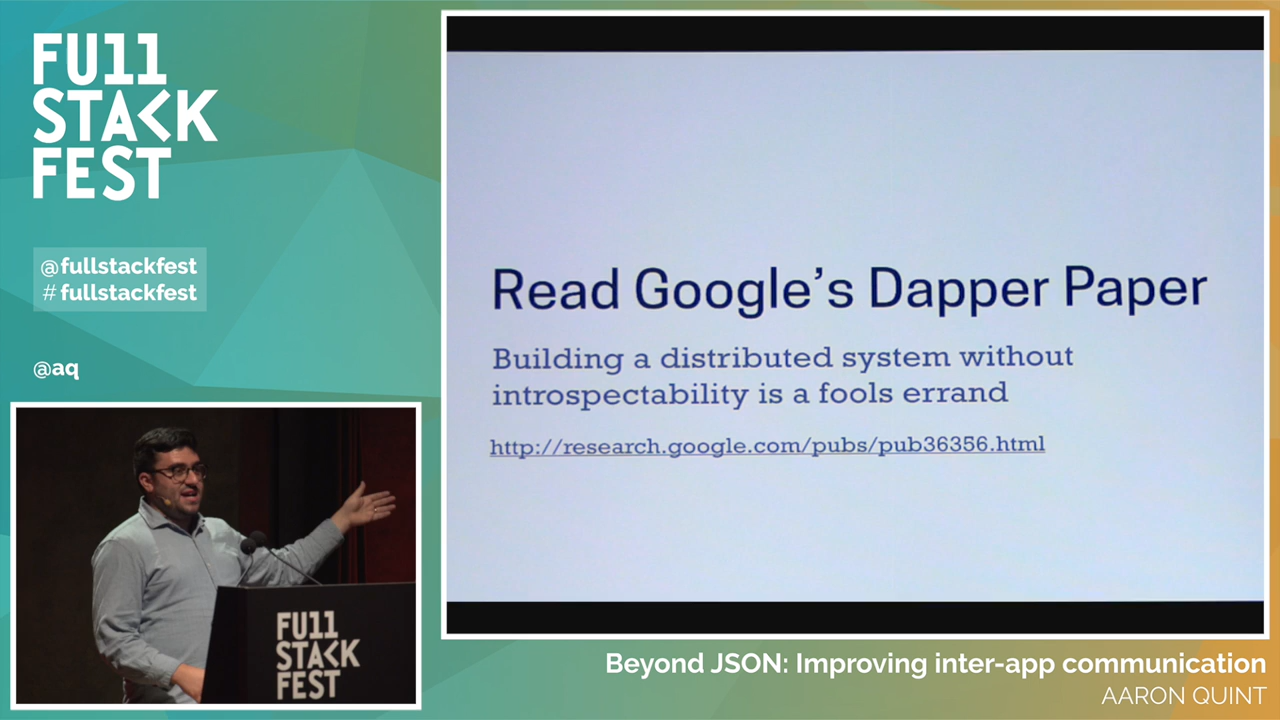 FU11
STACK
FEST
@fullstackfest
# fullstackfest
@aq
FU11
STACK
FEST
Read Google's Dapper Paper
Building a distributed system without
introspectability is a fools errand
http://research.google.com/pubs/pub36356.html
Beyond JSON: Improving inter-app communication
AARON QUINT